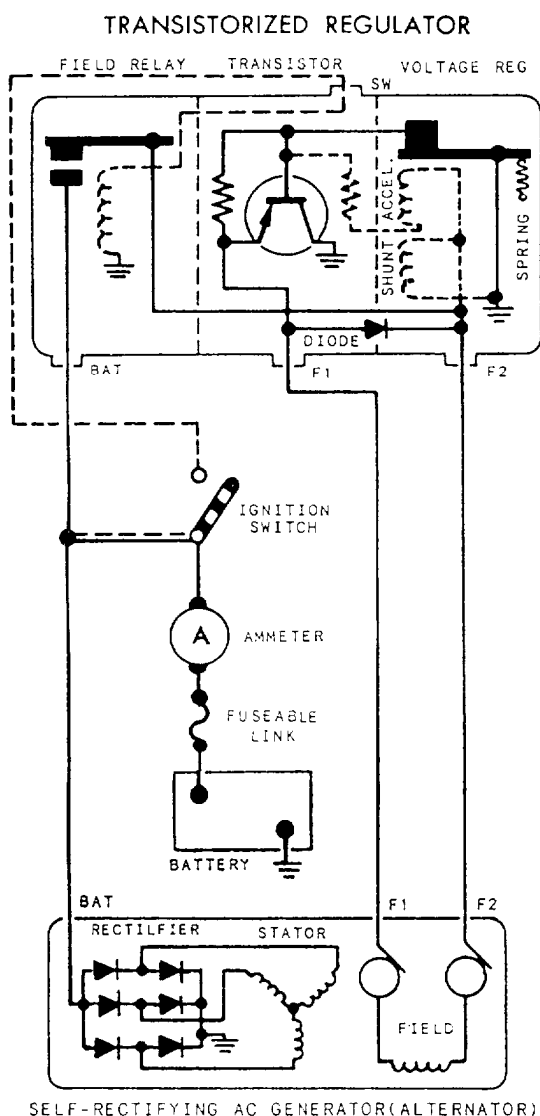 TRANSISTORIZED REGULATOR
FIELD RELAY
TRANSISTOR
VOLTAGE REG
SW
ACCEL.
SHUNT
SPRING
DIODE
BAT
F1
F2
IGNITION
SWITCH
A
AMMETER
FUSEABLE
LINK
BATTERY
BAT
F1
F2
RECTILFIER
STATOR
FIELD
SELF-RECTIFYING AC GENERATOR(ALTERNATOR)